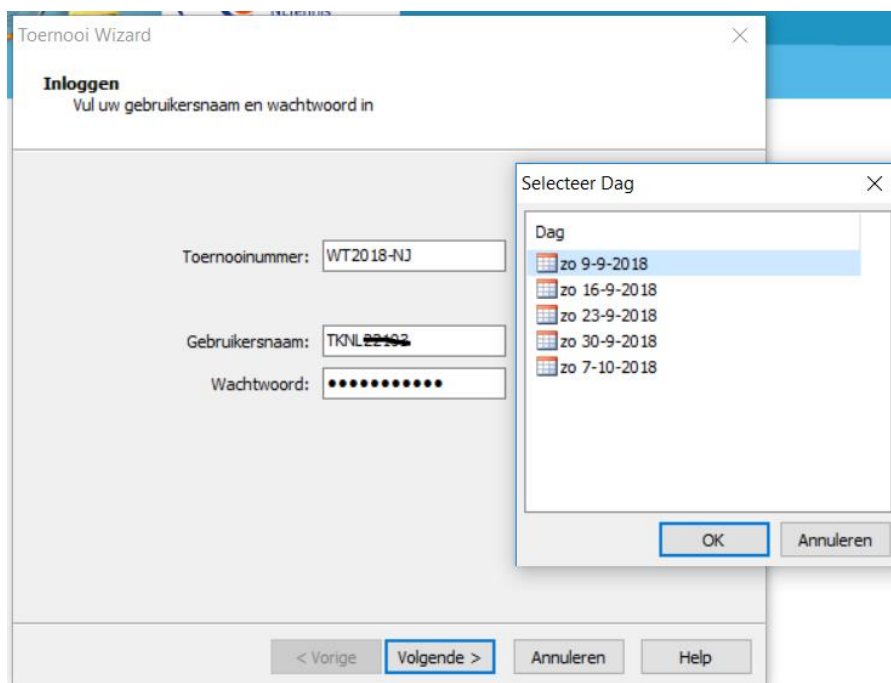 Toernooi Wizard
Inloggen
Vul uw gebruikersnaam en wachtwoord in
Toernooinummer: WT2018-NJ
Gebruikersnaam: TKNL
Wachtwoord: •••••••••••
Selecteer Dag
Dag
zo 9-9-2018
zo 16-9-2018
zo 23-9-2018
zo 30-9-2018
zo 7-10-2018
OK Annuleren
< Vorige Volgende > Annuleren Help